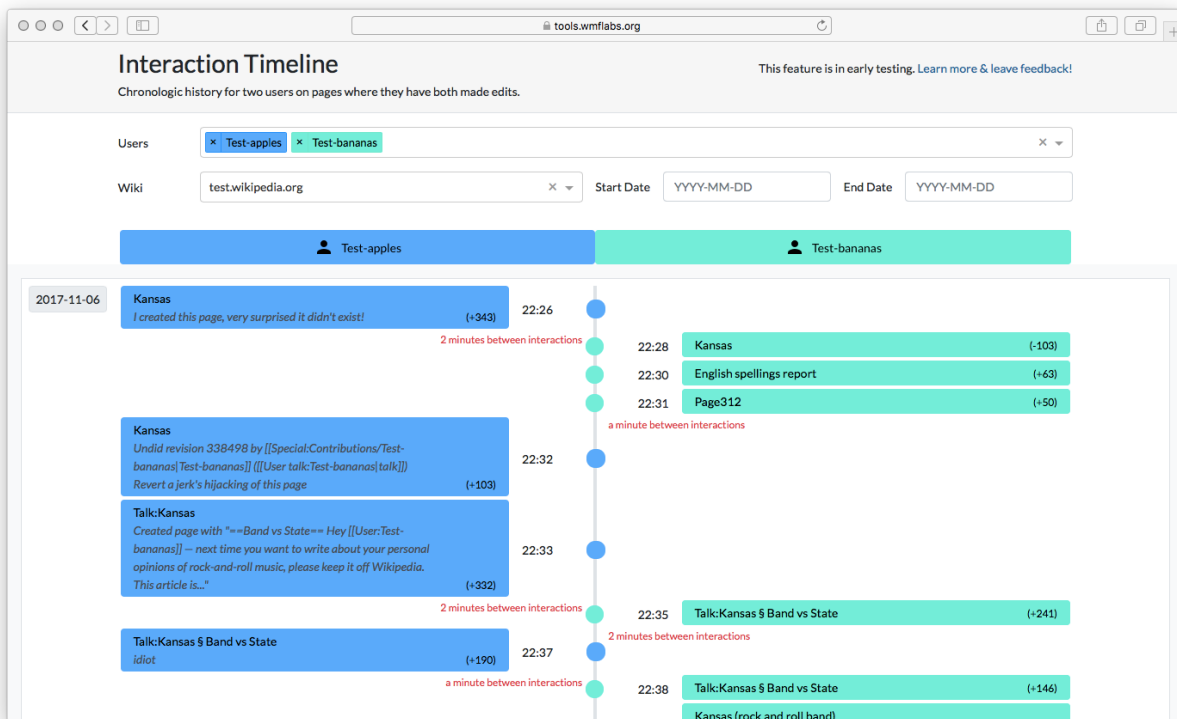 tools.wmflabs.org
Interaction Timeline
This feature is in early testing. Learn more & leave feedback!
Chronologic history for two users on pages where they have both made edits.
Users
× Test-apples × Test-bananas
Wiki
test.wikipedia.org
Start Date
YYYY-MM-DD
End Date
YYYY-MM-DD
Test-apples
Test-bananas
2017-11-06
Kansas
I created this page, very surprised it didn't exist!
(+343)
22:26
2 minutes between interactions
22:28
Kansas
(-103)
22:30
English spellings report
(+63)
22:31
Page312
(+50)
a minute between interactions
Kansas
Undid revision 338498 by [[Special:Contributions/Test-
bananas|Test-bananas]] ([[User talk:Test-bananas|talk]])
Revert a jerk's hijacking of this page
(+103)
22:32
Talk:Kansas
Created page with "==Band vs State== Hey [[User:Test-
bananas]] — next time you want to write about your personal
opinions of rock-and-roll music, please keep it off Wikipedia.
This article is..."
(+332)
22:33
2 minutes between interactions
22:35
Talk:Kansas § Band vs State
(+241)
2 minutes between interactions
Talk:Kansas § Band vs State
idiot
(+190)
22:37
a minute between interactions
22:38
Talk:Kansas § Band vs State
(+146)
Kansas (rock and roll band)